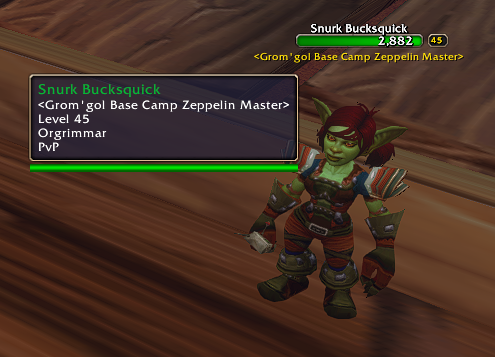 Snurk Bucksquick
2,882 45
<Grom'gol Base Camp Zeppelin Master>
Snurk Bucksquick
<Grom'gol Base Camp Zeppelin Master>
Level 45
Orgrimmar
PvP